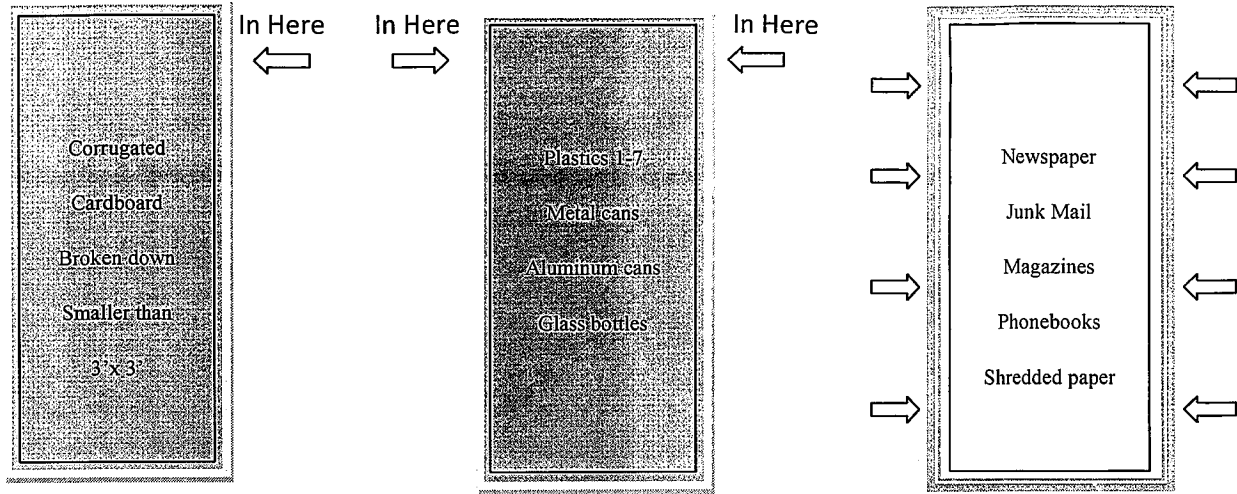 In Here
In Here
In Here
Corrugated
Cardboard
Broken down
Smaller than
3'x 3'
Plastics 1-7
Metal cans
Aluminum cans
Glass bottles
Newspaper
Junk Mail
Magazines
Phonebooks
Shredded paper